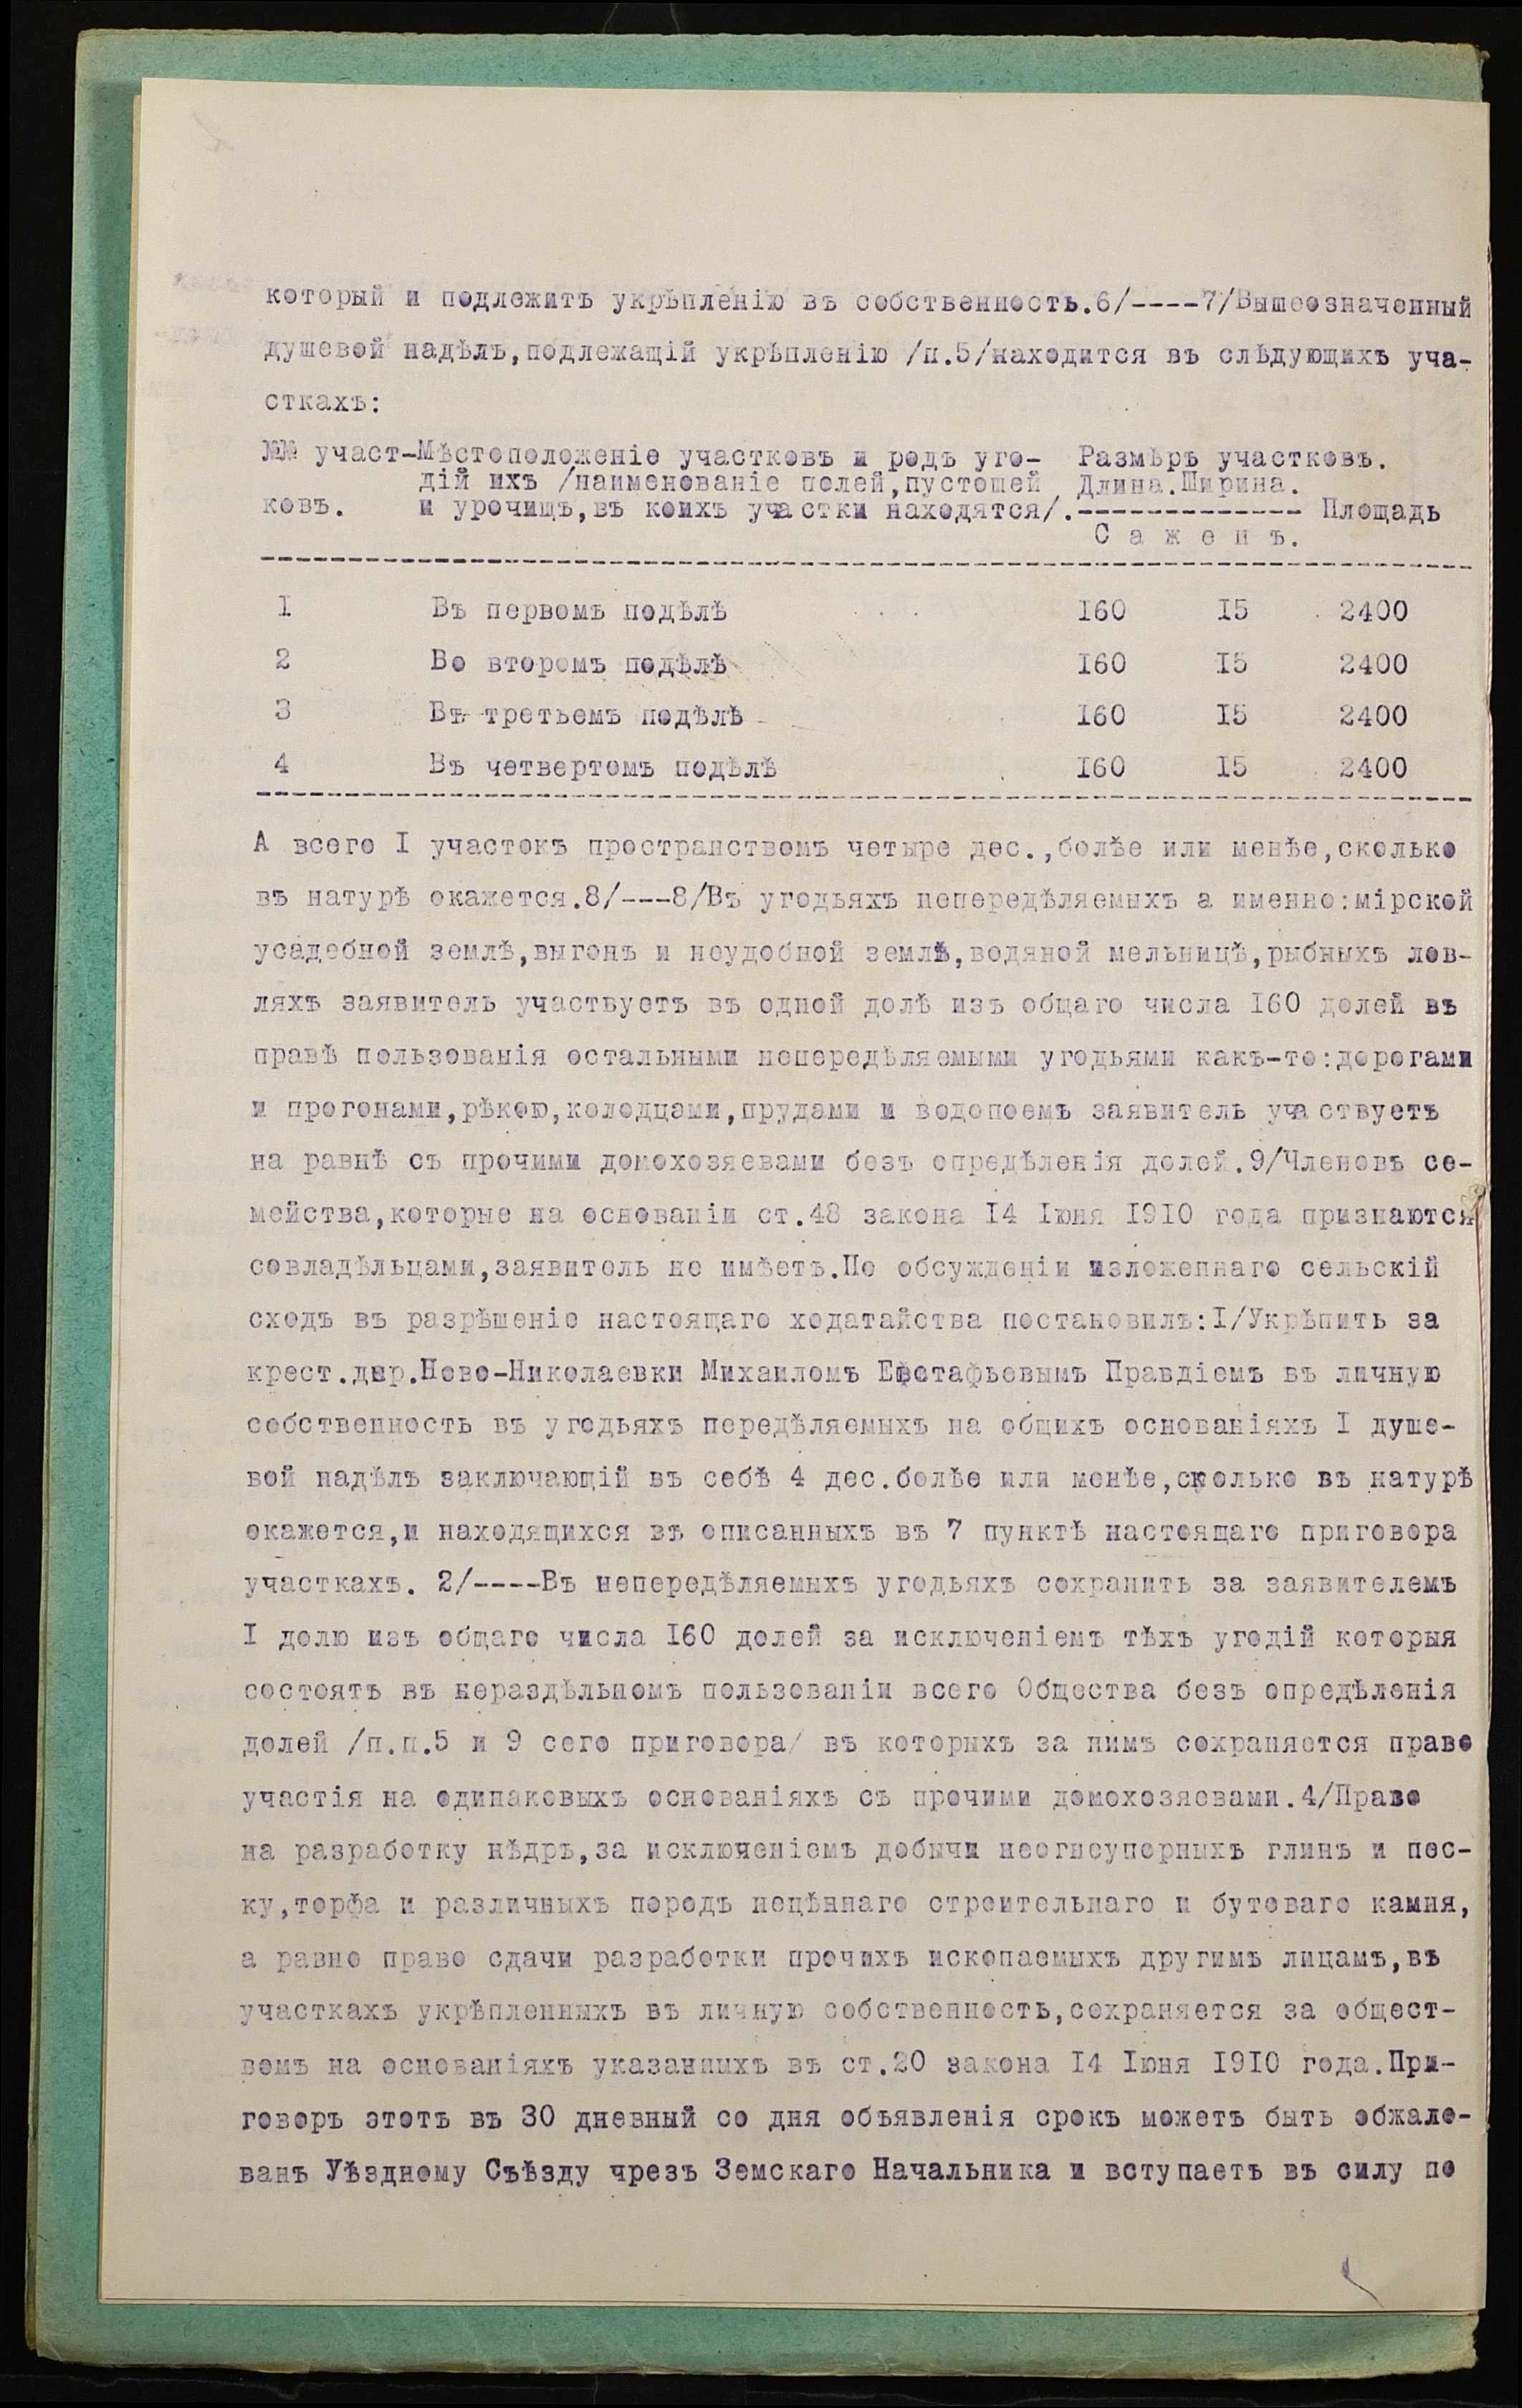 который и подлежитъ укрѣпленію въ собственность.6/----7/Вышеозначенный
душевой надѣлъ,подлежащій укрѣпленію /п.5/находится въ слѣдующихъ уча-
сткахъ:
№№ участ-Мѣстоположеніе участковъ и родъ уго- Размѣръ участковъ.
дій ихъ /наименованіе полей,пустошей Длина.Ширина.
ковъ. и урочищъ,въ коихъ участки находятся/.------------- Площадь
С а ж е н ъ.
1 Въ первомъ подѣлѣ 160 15 2400
2 Во второмъ подѣлѣ 160 15 2400
3 Въ третьемъ подѣлѣ 160 15 2400
4 Въ четвертомъ подѣлѣ 160 15 2400
А всего I участокъ пространствомъ четыре дес.,болѣе или менѣе,сколько
въ натурѣ окажется.8/---8/Въ угодьяхъ непередѣляемыхъ а именно:мірской
усадебной землѣ,выгонъ и неудобной землѣ,водяной мельницѣ,рыбныхъ лов-
ляхъ заявитель участвуетъ въ одной долѣ изъ общаго числа 160 долей въ
правѣ пользованія остальными непередѣляемыми угодьями какъ-то:дорогами
и прогонами,рѣкою,колодцами,прудами и водопоемъ заявитель участвуетъ
на равнѣ съ прочими домохозяевами безъ опредѣленія долей.9/Членовъ се-
мейства,которые на основаніи ст.48 закона 14 Іюня 1910 года признаются
совладѣльцами,заявитель не имѣетъ.По обсужденіи изложеннаго сельскій
сходъ въ разрѣшеніе настоящаго ходатайства постановилъ:I/Укрѣпить за
крест.дер.Ново-Николаевки Михаиломъ Евстафьевымъ Правдіемъ въ личную
собственность въ угодьяхъ передѣляемыхъ на общихъ основаніяхъ I душе-
вой надѣлъ заключающій въ себѣ 4 дес.болѣе или менѣе,сколько въ натурѣ
окажется,и находящихся въ описанныхъ въ 7 пунктѣ настоящаго приговора
участкахъ. 2/----Въ непередѣляемыхъ угодьяхъ сохранить за заявителемъ
I долю изъ общаго числа 160 долей за исключеніемъ тѣхъ угодій которыя
состоятъ въ нераздѣльномъ пользованіи всего Общества безъ опредѣленія
долей /п.п.5 и 9 сего приговора/ въ которыхъ за нимъ сохраняется право
участія на одинаковыхъ основаніяхъ съ прочими домохозяевами.4/Право
на разработку нѣдръ,за исключеніемъ добычи неогнеупорныхъ глинъ и пес-
ку,торфа и различныхъ породъ нецѣннаго строительнаго и бутоваго камня,
а равно право сдачи разработки прочихъ ископаемыхъ другимъ лицамъ,въ
участкахъ укрѣпленныхъ въ личную собственность,сохраняется за общест-
вомъ на основаніяхъ указанныхъ въ ст.20 закона 14 Іюня 1910 года.При-
говоръ этотъ въ 30 дневный со дня объявленія срокъ можетъ быть обжало-
ванъ Уѣздному Съѣзду чрезъ Земскаго Начальника и вступаетъ въ силу по